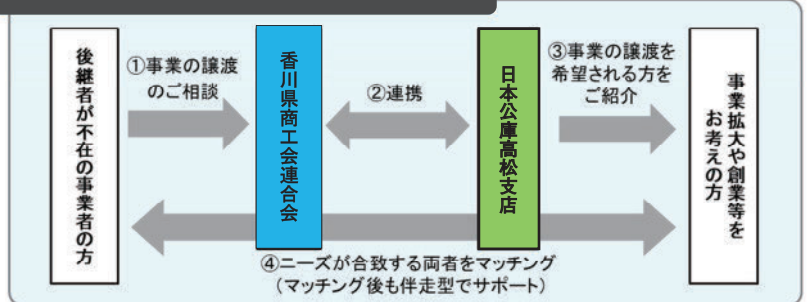 後継者が不在の事業者の方
①事業の譲渡
のご相談
香川県商工会連合会
②連携
日本公庫高松支店
③事業の譲渡を
希望される方を
ご紹介
事業拡大や創業等を
お考えの方
④ニーズが合致する両者をマッチング
(マッチング後も伴走型でサポート)